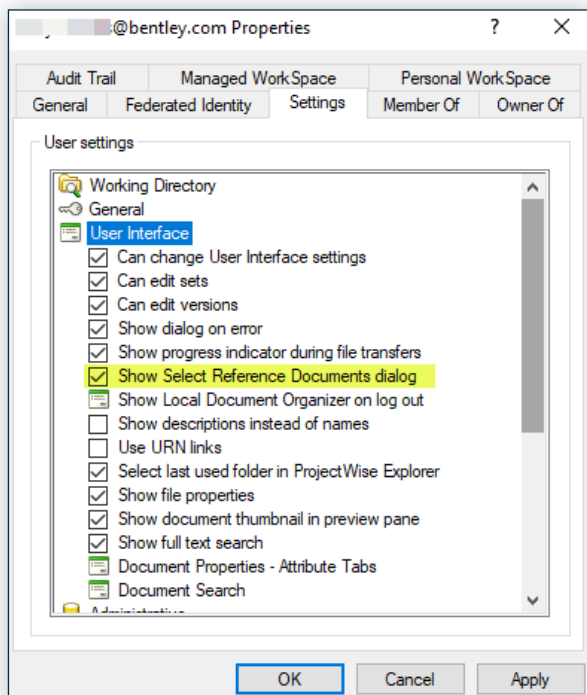 @bentley.com Properties
?
Audit Trail
Managed WorkSpace
Personal WorkSpace
General
Federated Identity
Settings
Member Of
Owner Of
User settings
Working Directory
General
User Interface
Can change User Interface settings
Can edit sets
Can edit versions
Show dialog on error
Show progress indicator during file transfers
Show Select Reference Documents dialog
Show Local Document Organizer on log out
Show descriptions instead of names
Use URN links
Select last used folder in ProjectWise Explorer
Show file properties
Show document thumbnail in preview pane
Show full text search
Document Properties - Attribute Tabs
Document Search
Administrative
OK
Cancel
Apply